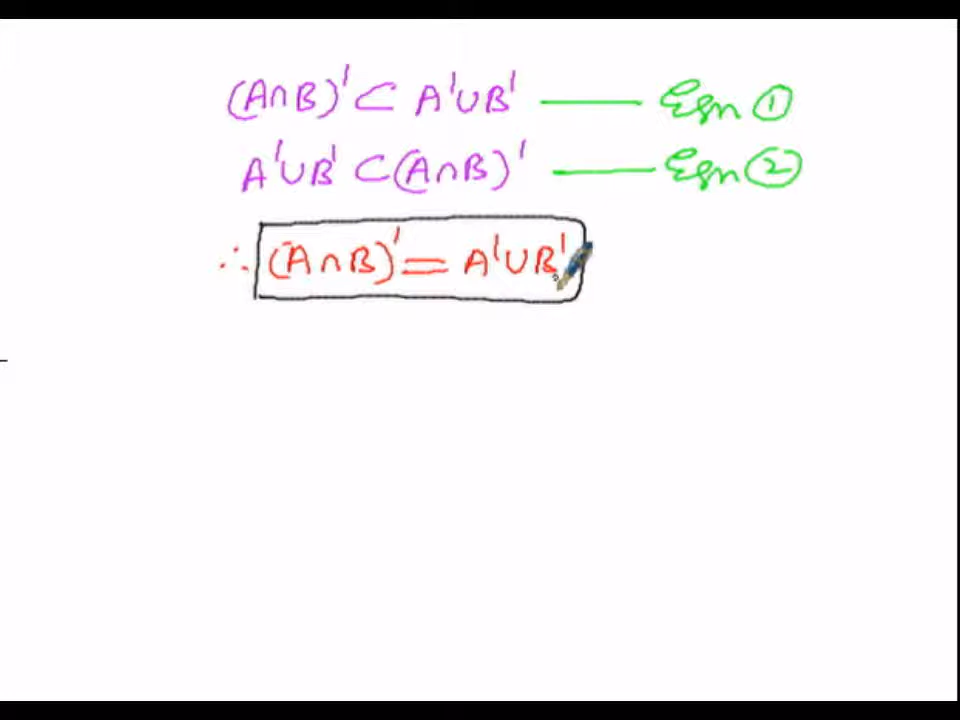 (A∩B)' ⊂ A'∪B' —— Eqn ①
A'∪B' ⊂ (A∩B)' —— Eqn ②
∴ (A∩B)' = A'∪B'